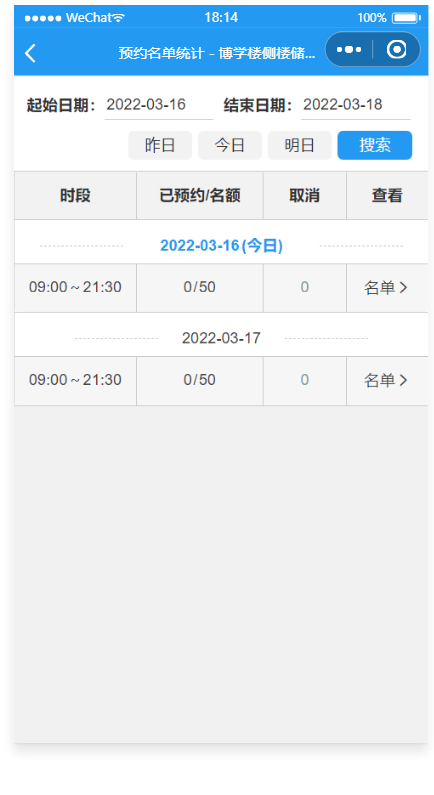 WeChat 18:14 100%
预约名单统计 - 博学楼侧楼储...
起始日期： 2022-03-16 结束日期： 2022-03-18
昨日 今日 明日 搜索
时段 已预约/名额 取消 查看
2022-03-16(今日)
09:00 ~ 21:30 0/50 0 名单
2022-03-17
09:00 ~ 21:30 0/50 0 名单